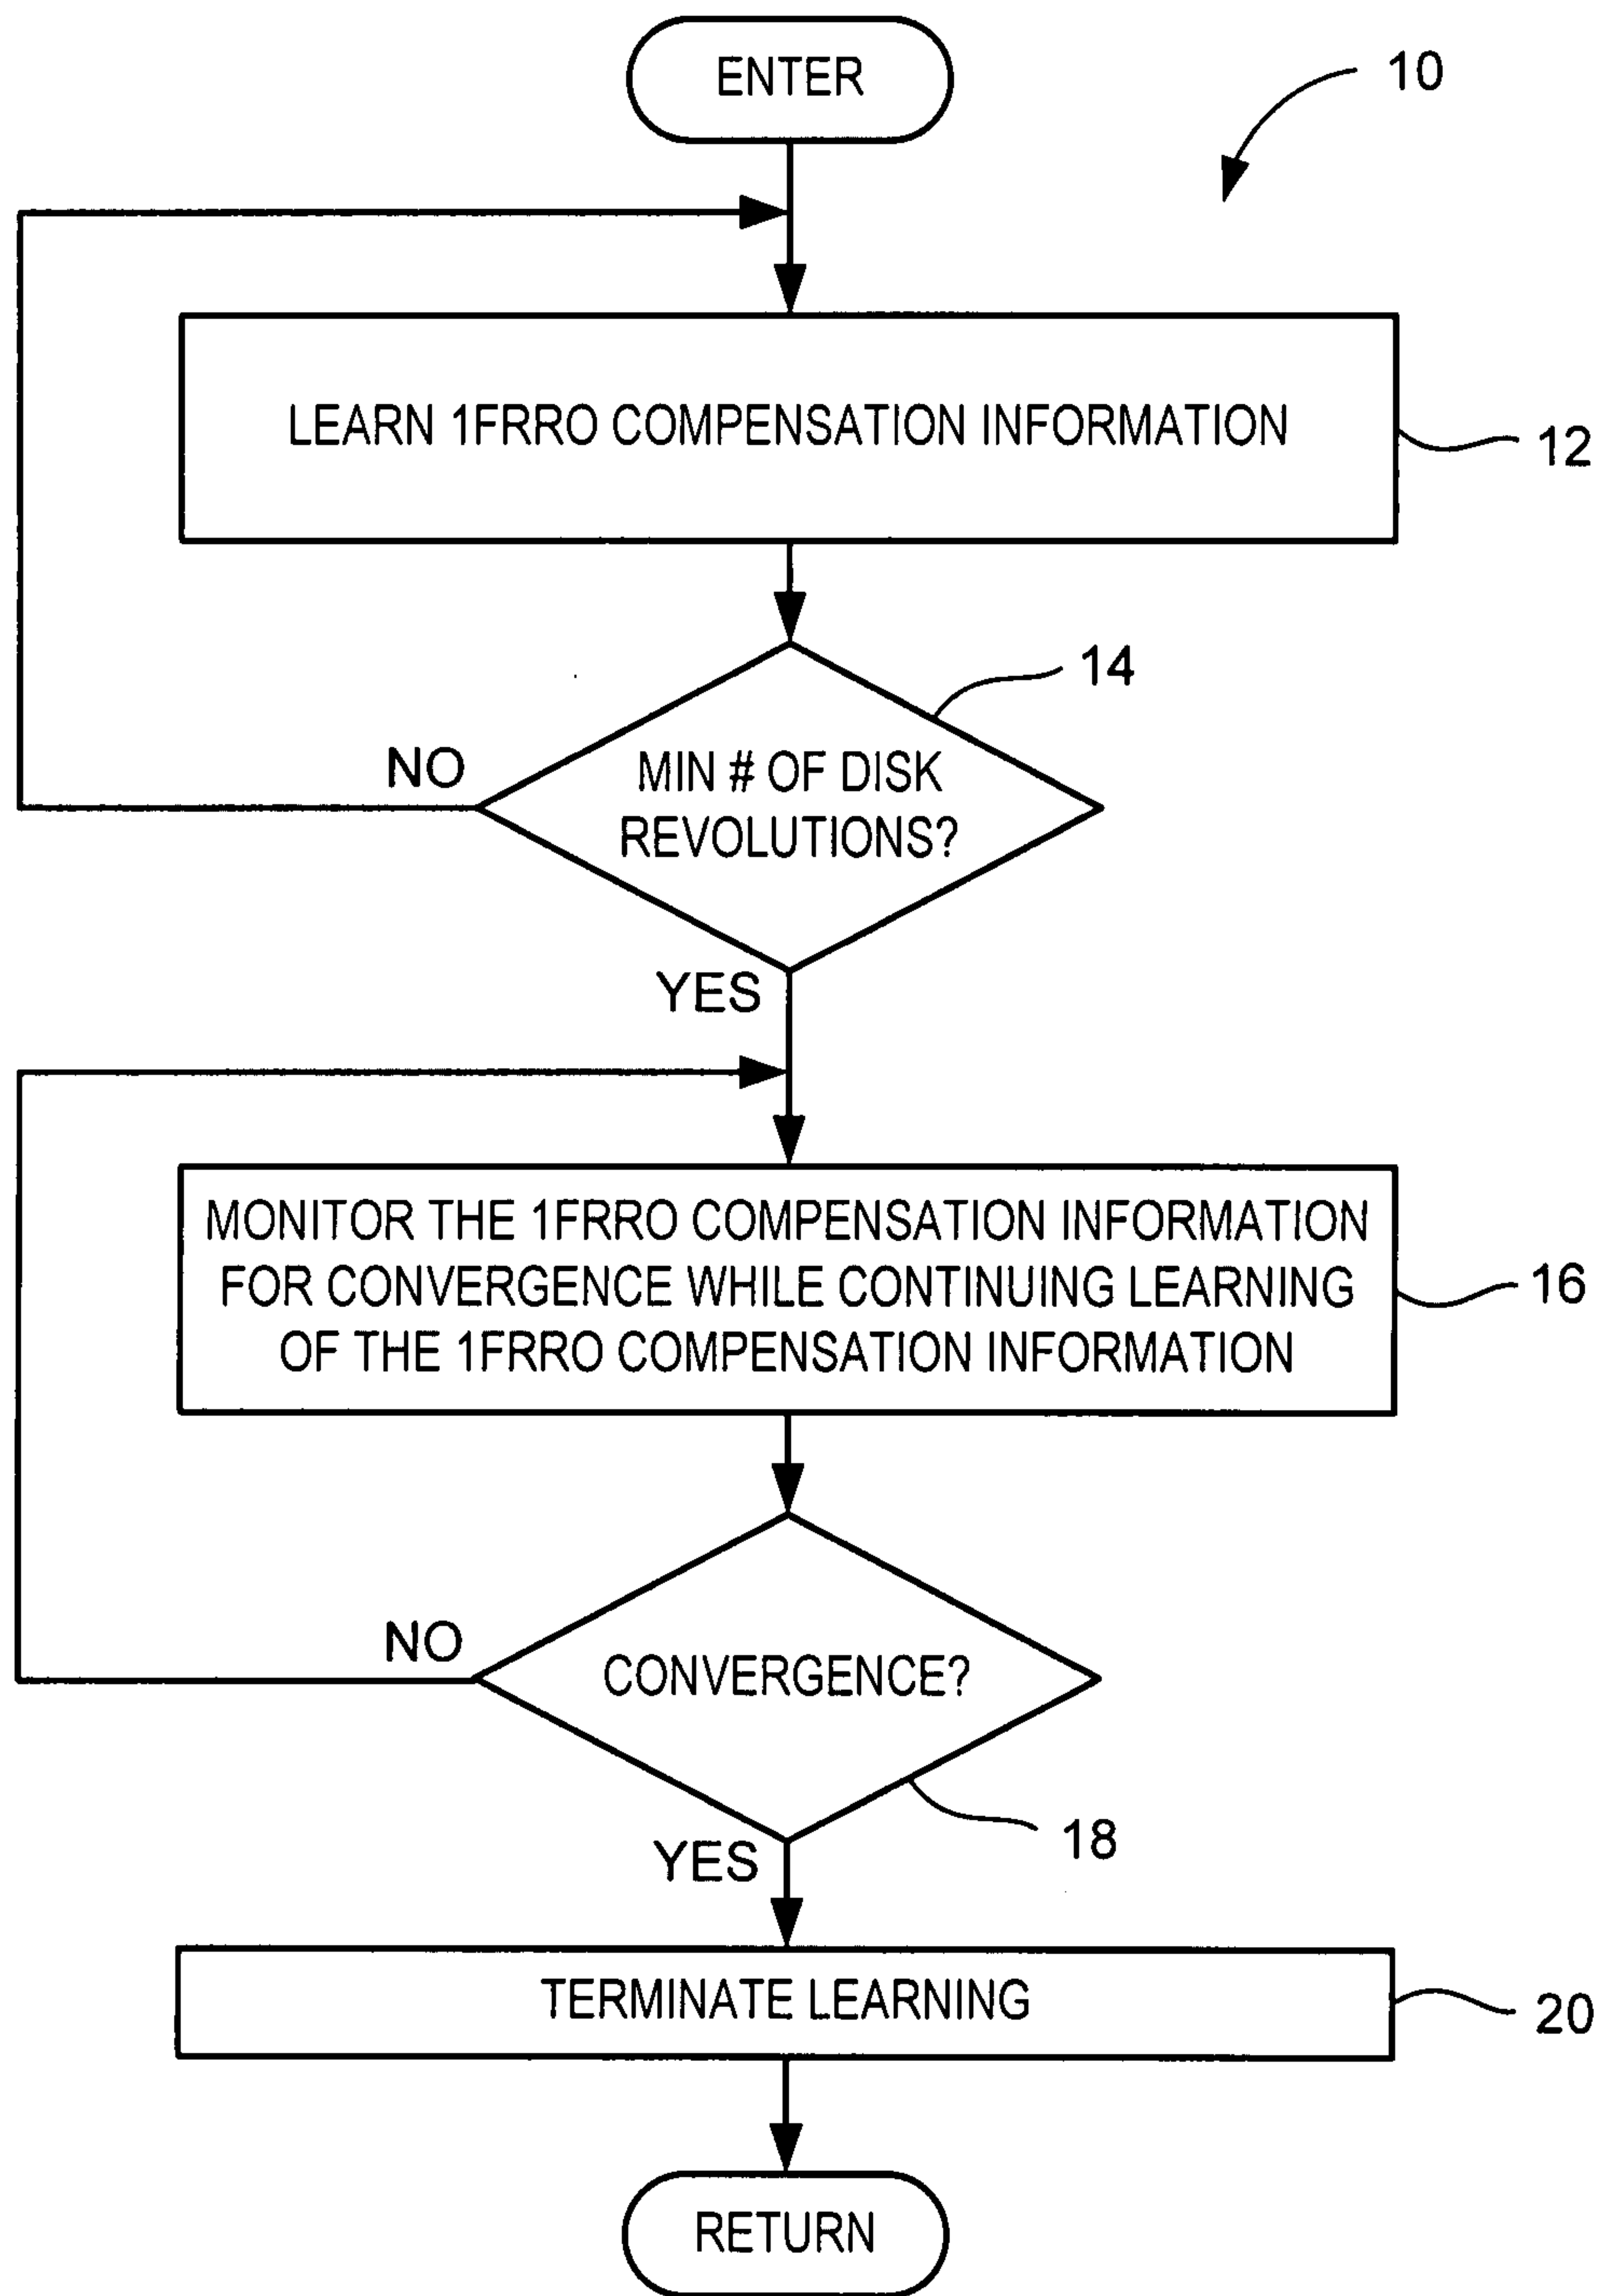 ENTER
10
LEARN 1FRRO COMPENSATION INFORMATION
12
14
MIN # OF DISK
REVOLUTIONS?
NO
YES
MONITOR THE 1FRRO COMPENSATION INFORMATION
FOR CONVERGENCE WHILE CONTINUING LEARNING
OF THE 1FRRO COMPENSATION INFORMATION
16
NO
CONVERGENCE?
18
YES
TERMINATE LEARNING
20
RETURN